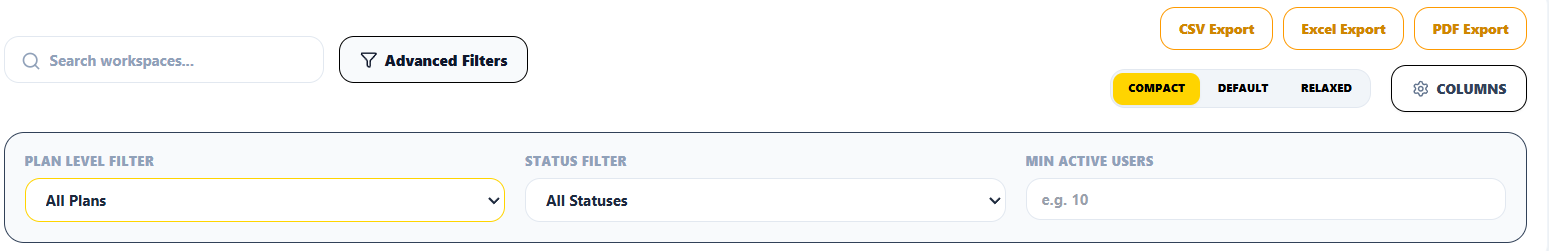 CSV Export
Excel Export
PDF Export
Search workspaces...
Advanced Filters
COMPACT
DEFAULT
RELAXED
COLUMNS
PLAN LEVEL FILTER
STATUS FILTER
MIN ACTIVE USERS
All Plans
All Statuses
e.g. 10